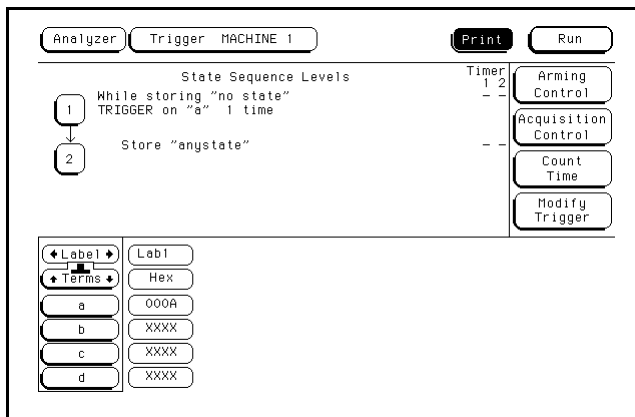 Analyzer Trigger MACHINE 1 Print Run
State Sequence Levels Timer
1 2
1 While storing "no state" - -
TRIGGER on "a" 1 time
2 Store "anystate" - -
Arming
Control
Acquisition
Control
Count
Time
Modify
Trigger
Label Lab1
Terms Hex
a 000A
b XXXX
c XXXX
d XXXX